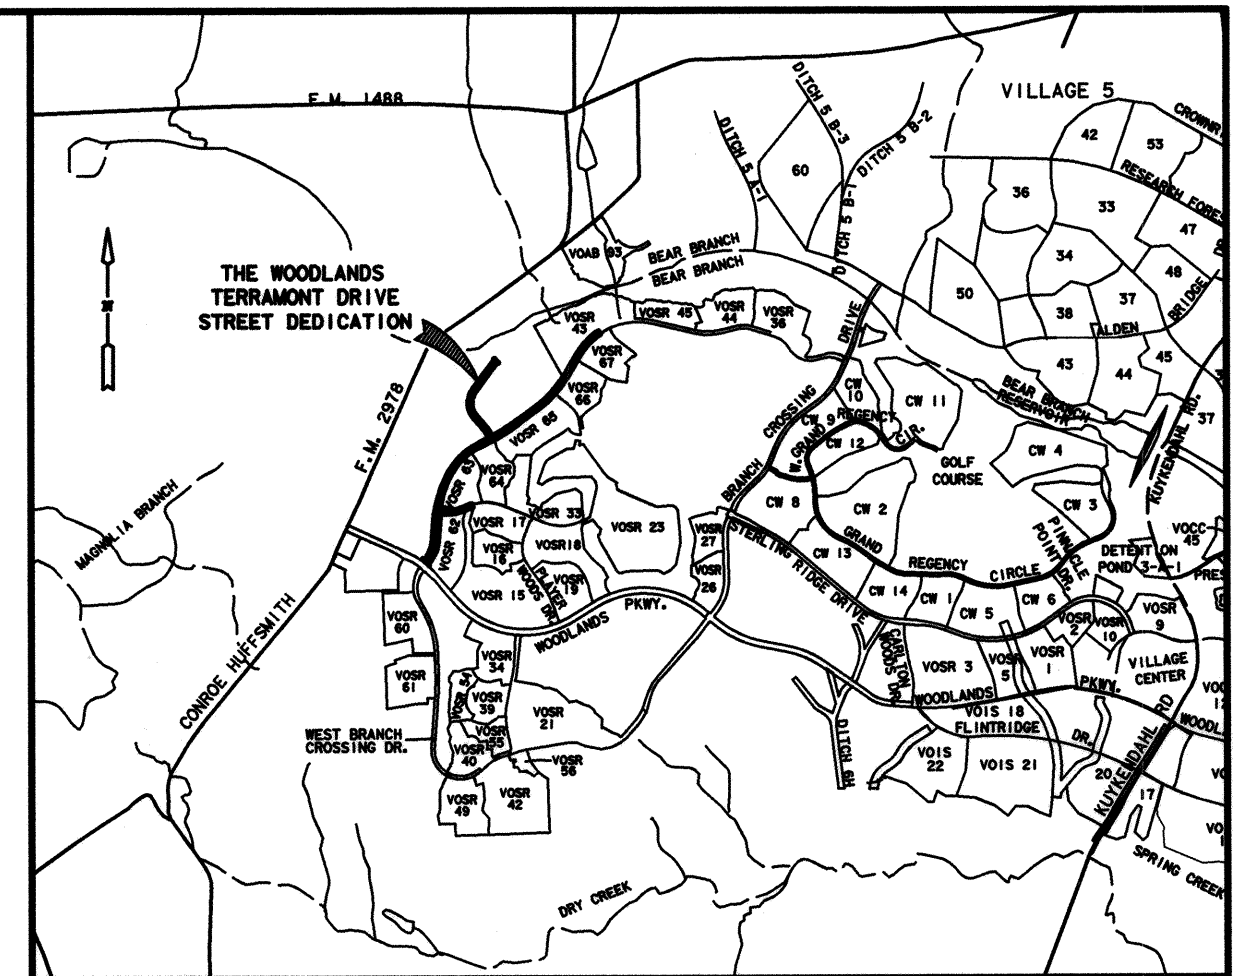 F.M. 1488
VILLAGE 5
DITCH 5 B-3
DITCH 5 B-2
DITCH 5 A-1
DITCH 5 B-1
60
42
53
RESEARCH
36
33
47
34
48
BRIDGE
50
38
37
ALDEN
43
44
45
37
VOAB 93
BEAR BRANCH
BEAR BRANCH
N
THE WOODLANDS
TERRAMONT DRIVE
STREET DEDICATION
VOSR
43
VOSR 45
VOSR
44
VOSR
36
VOSR
67
VOSR
66
VOSR 65
VOSR 63
VOSR
64
VOSR 62
F.M. 2978
BRANCH
CROSSING
DRIVE
CW
10
CW 9
REGENCY
CIR.
CW 11
W. GRAND
CW 12
BEAR BRANCH
RESERVOIR
KUYKENDAHL RD.
GOLF
COURSE
CW 4
CW 3
CW 8
CW 2
CW 13
GRAND
REGENCY
CIRCLE
PINNACLE
POINT DR.
VOCC
45
DETENTION
POND 3-A-1
CW 14
CW 1
CW 5
CW 6
STERLING RIDGE DRIVE
VOSR 17
VOSR 33
VOSR 23
VOSR
16
VOSR18
VOSR
19
VOSR 15
PLAYER
WOODS DR.
VOSR
27
VOSR
26
WOODLANDS
PKWY.
MAGNOLIA BRANCH
CONROE HUFFSMITH
VOSR
60
VOSR
61
VOSR
34
VOSR 54
VOSR
39
VOSR
55
VOSR
40
VOSR
21
VOSR
56
VOSR
49
VOSR
42
WEST BRANCH
CROSSING DR.
CARLTON
WOODS DR.
VOSR 3
VOSR
5
VOSR
1
VOSR
2
VOSR
10
VOSR
9
VILLAGE
CENTER
WOODLANDS
PKWY.
VOIS 18
FLINTRIDGE
DR.
VOIS
22
VOIS 21
20
17
KUYKENDAHL RD
DITCH 6H
DRY CREEK
SPRING CREEK